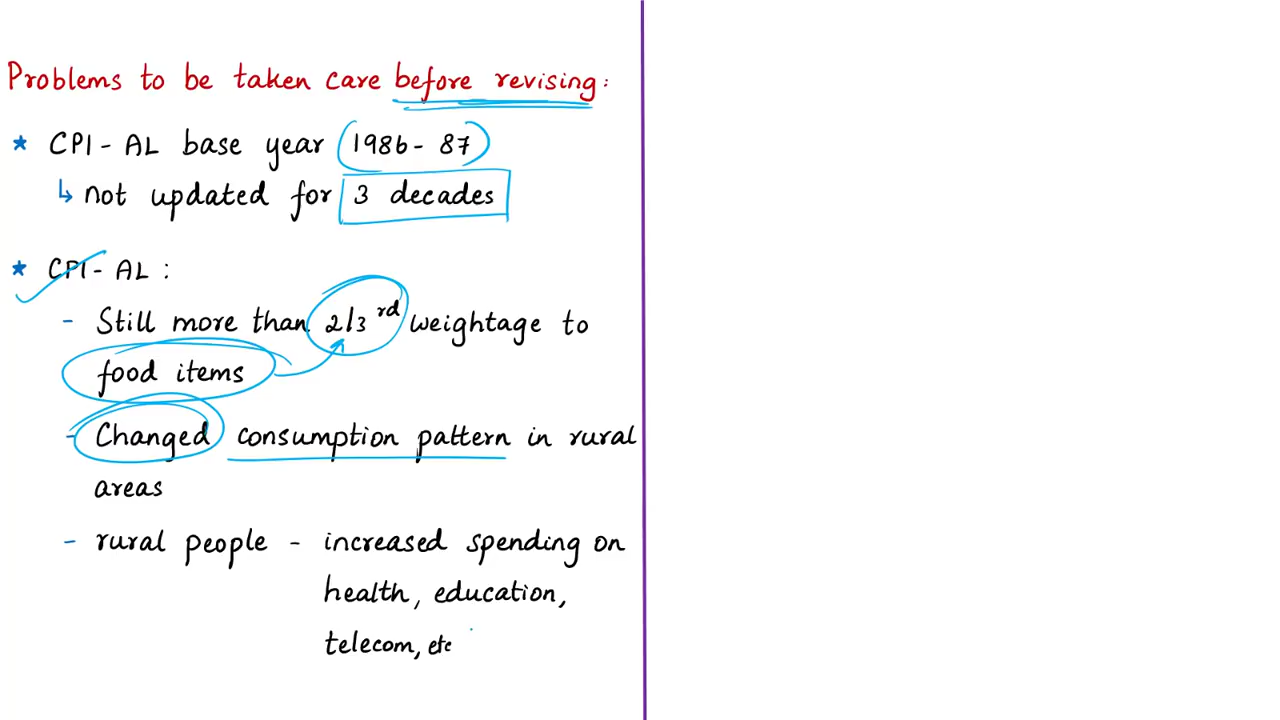 Problems to be taken care before revising:
* CPI-AL base year (1986-87)
↳ not updated for 3 decades
* CPI-AL:
- Still more than 2/3rd weightage to
food items
- Changed consumption pattern in rural
areas
- rural people - increased spending on
health, education,
telecom, etc